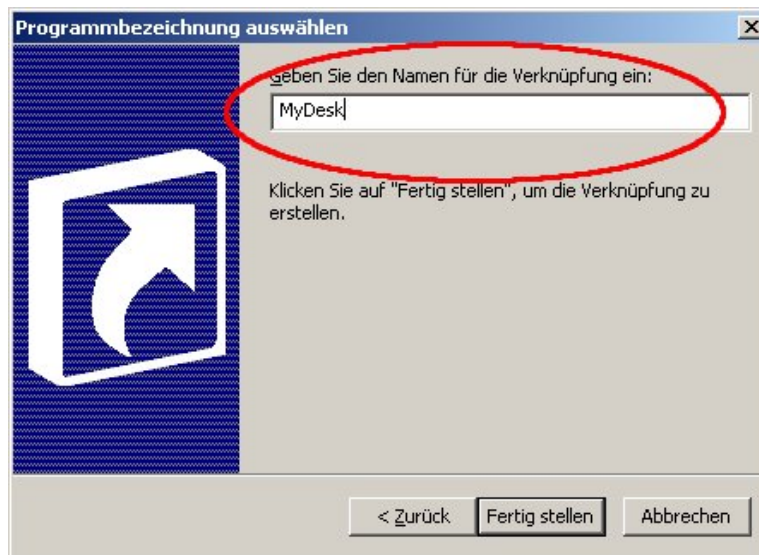 Programmbezeichnung auswählen
Geben Sie den Namen für die Verknüpfung ein:
MyDesk
Klicken Sie auf "Fertig stellen", um die Verknüpfung zu
erstellen.
< Zurück Fertig stellen Abbrechen